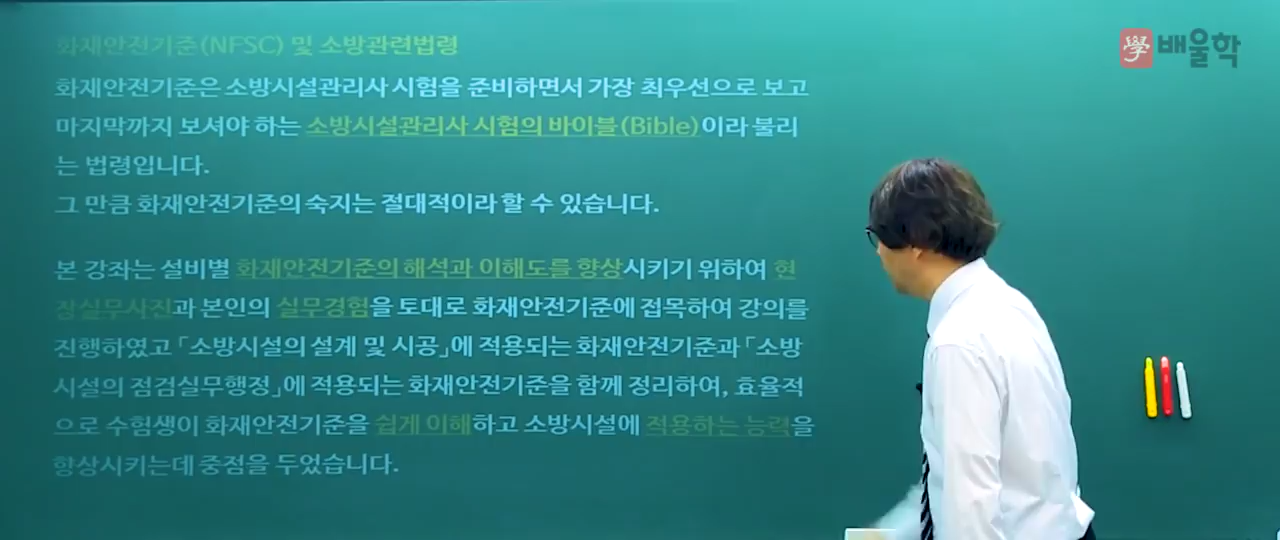 화재안전기준(NFSC) 및 소방관련법령
學 배울학
화재안전기준은 소방시설관리사 시험을 준비하면서 가장 최우선으로 보고
마지막까지 보셔야 하는 소방시설관리사 시험의 바이블(Bible)이라 불리
는 법령입니다.
그 만큼 화재안전기준의 숙지는 절대적이라 할 수 있습니다.
본 강좌는 설비별 화재안전기준의 해석과 이해도를 향상시키기 위하여 현
장실무사진과 본인의 실무경험을 토대로 화재안전기준에 접목하여 강의를
진행하였고 「소방시설의 설계 및 시공」에 적용되는 화재안전기준과 「소방
시설의 점검실무행정」에 적용되는 화재안전기준을 함께 정리하여, 효율적
으로 수험생이 화재안전기준을 쉽게 이해하고 소방시설에 적용하는 능력을
향상시키는데 중점을 두었습니다.